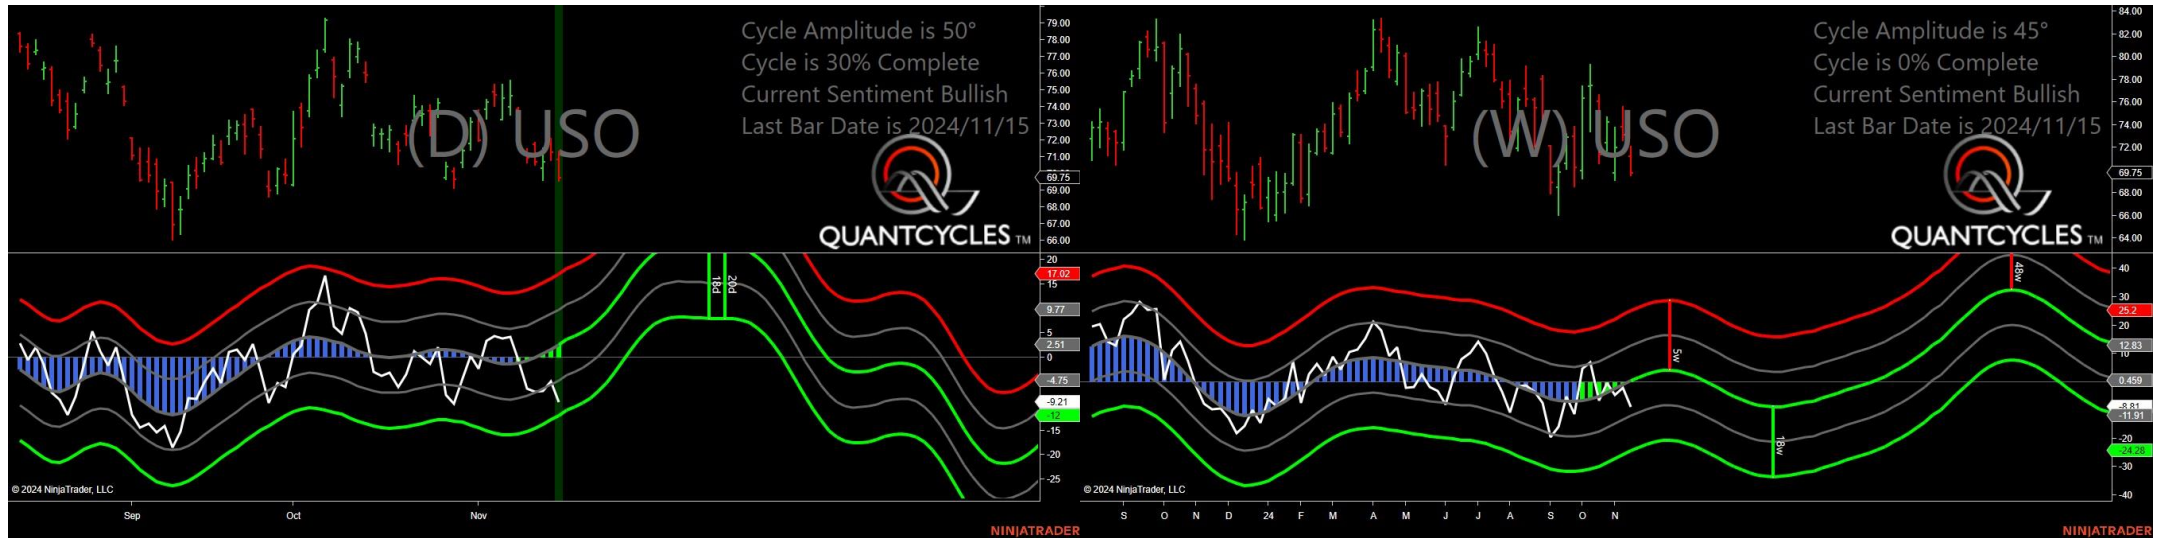 Cycle Amplitude is 50°
Cycle is 30% Complete
Current Sentiment Bullish
Last Bar Date is 2024/11/15
(D) USO
QUANTCYCLES TM
79.00
78.00
77.00
76.00
75.00
74.00
73.00
72.00
71.00
69.75
69.00
68.00
67.00
66.00
18d
20d
20
17.02
15
9.77
5
2.51
0
-4.75
-9.21
-12
-15
-20
-25
© 2024 NinjaTrader, LLC
Sep Oct Nov
NINJATRADER
Cycle Amplitude is 45°
Cycle is 0% Complete
Current Sentiment Bullish
Last Bar Date is 2024/11/15
(W) USO
QUANTCYCLES TM
84.00
82.00
80.00
78.00
76.00
74.00
72.00
69.75
68.00
66.00
64.00
5w
18w
48w
40
30
25.2
20
12.83
10
0.459
-11.91
-20
-24.28
-30
-40
© 2024 NinjaTrader, LLC
S O N D 24 F M A M J J A S O N
NINJATRADER